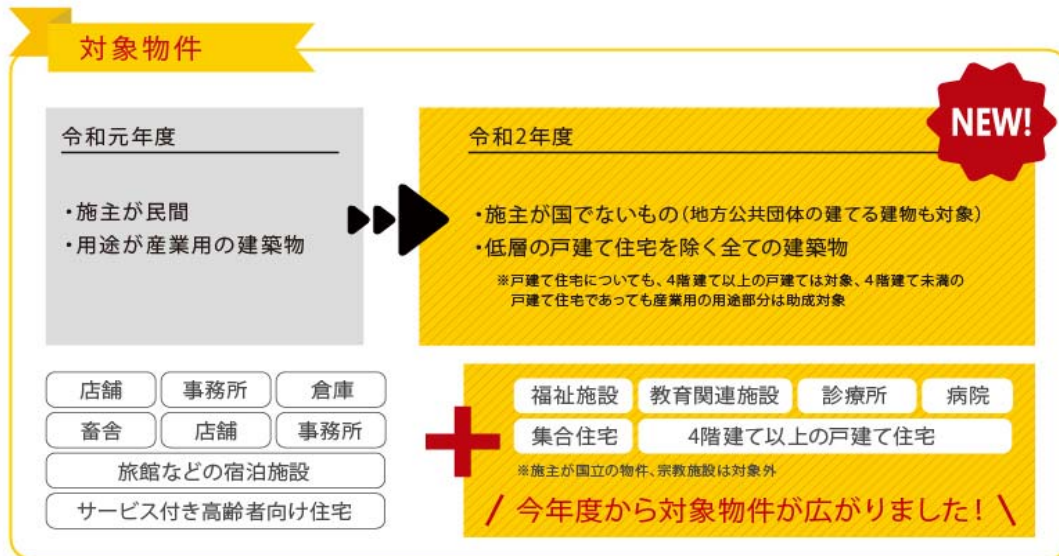 対象物件
令和元年度
・施主が民間
・用途が産業用の建築物
NEW!
令和2年度
・施主が国でないもの（地方公共団体の建てる建物も対象）
・低層の戸建て住宅を除く全ての建築物
※戸建て住宅についても、4階建て以上の戸建ては対象、4階建て未満の
戸建て住宅であっても産業用の用途部分は助成対象
店舗 事務所 倉庫
畜舎 店舗 事務所
旅館などの宿泊施設
サービス付き高齢者向け住宅
福祉施設 教育関連施設 診療所 病院
集合住宅 4階建て以上の戸建て住宅
※施主が国立の物件、宗教施設は対象外
今年度から対象物件が広がりました！